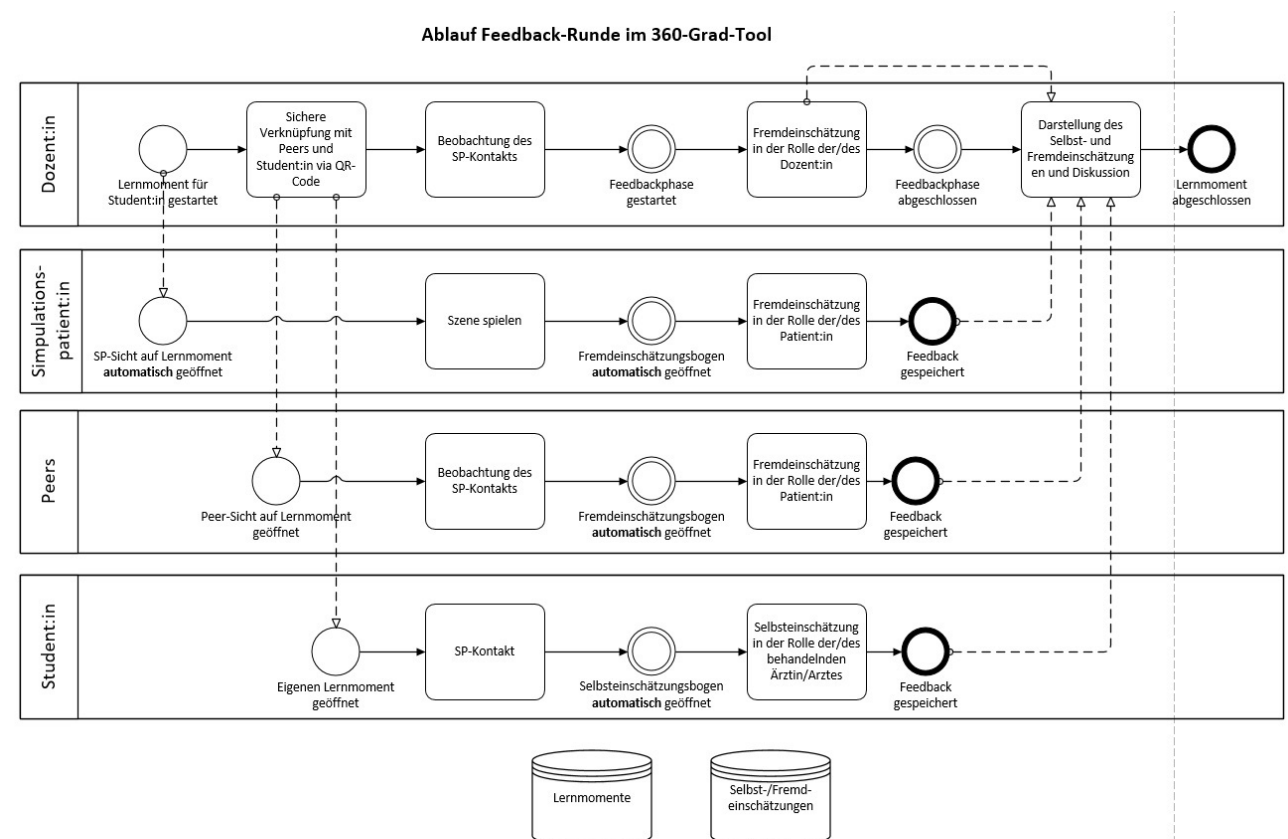 Ablauf Feedback-Runde im 360-Grad-Tool
Dozent:in
Lernmoment für
Student:in gestartet
Sichere
Verknüpfung mit
Peers und
Student:in via QR-
Code
Beobachtung des
SP-Kontakts
Feedbackphase
gestartet
Fremdeinschätzung
in der Rolle der/des
Dozent:in
Feedbackphase
abgeschlossen
Darstellung des
Selbst- und
Fremdeinschätzung
en und Diskussion
Lernmoment
abgeschlossen
Simpulations-
patient:in
SP-Sicht auf Lernmoment
automatisch geöffnet
Szene spielen
Fremdeinschätzungsbogen
automatisch geöffnet
Fremdeinschätzung
in der Rolle der/des
Patient:in
Feedback
gespeichert
Peers
Peer-Sicht auf Lernmoment
geöffnet
Beobachtung des
SP-Kontakts
Fremdeinschätzungsbogen
automatisch geöffnet
Fremdeinschätzung
in der Rolle der/des
Patient:in
Feedback
gespeichert
Student:in
Eigenen Lernmoment
geöffnet
SP-Kontakt
Selbsteinschätzungsbogen
automatisch geöffnet
Selbsteinschätzung
in der Rolle der/des
behandelnden
Ärztin/Arztes
Feedback
gespeichert
Lernmomente
Selbst-/Fremd-
einschätzungen